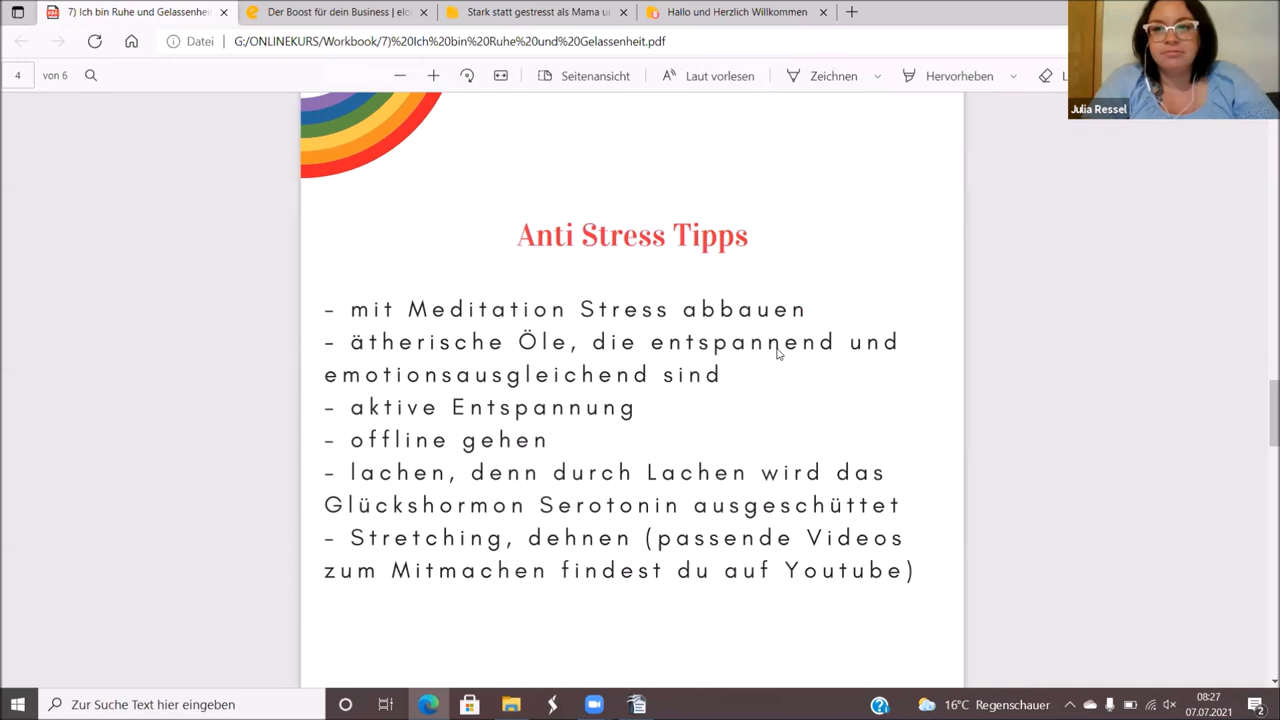 7) Ich bin Ruhe und Gelassenheit
Der Boost für dein Business | elo
Stark statt gestresst als Mama u
Hallo und Herzlich Willkommen
Datei
G:/ONLINEKURS/Workbook/7)%20Ich%20bin%20Ruhe%20und%20Gelassenheit.pdf
4 von 6
Seitenansicht
Laut vorlesen
Zeichnen
Hervorheben
Julia Ressel
Anti Stress Tipps
- mit Meditation Stress abbauen
- ätherische Öle, die entspannend und
emotionsausgleichend sind
- aktive Entspannung
- offline gehen
- lachen, denn durch Lachen wird das
Glückshormon Serotonin ausgeschüttet
- Stretching, dehnen (passende Videos
zum Mitmachen findest du auf Youtube)
Zur Suche Text hier eingeben
16°C Regenschauer
08:27
07.07.2021
2